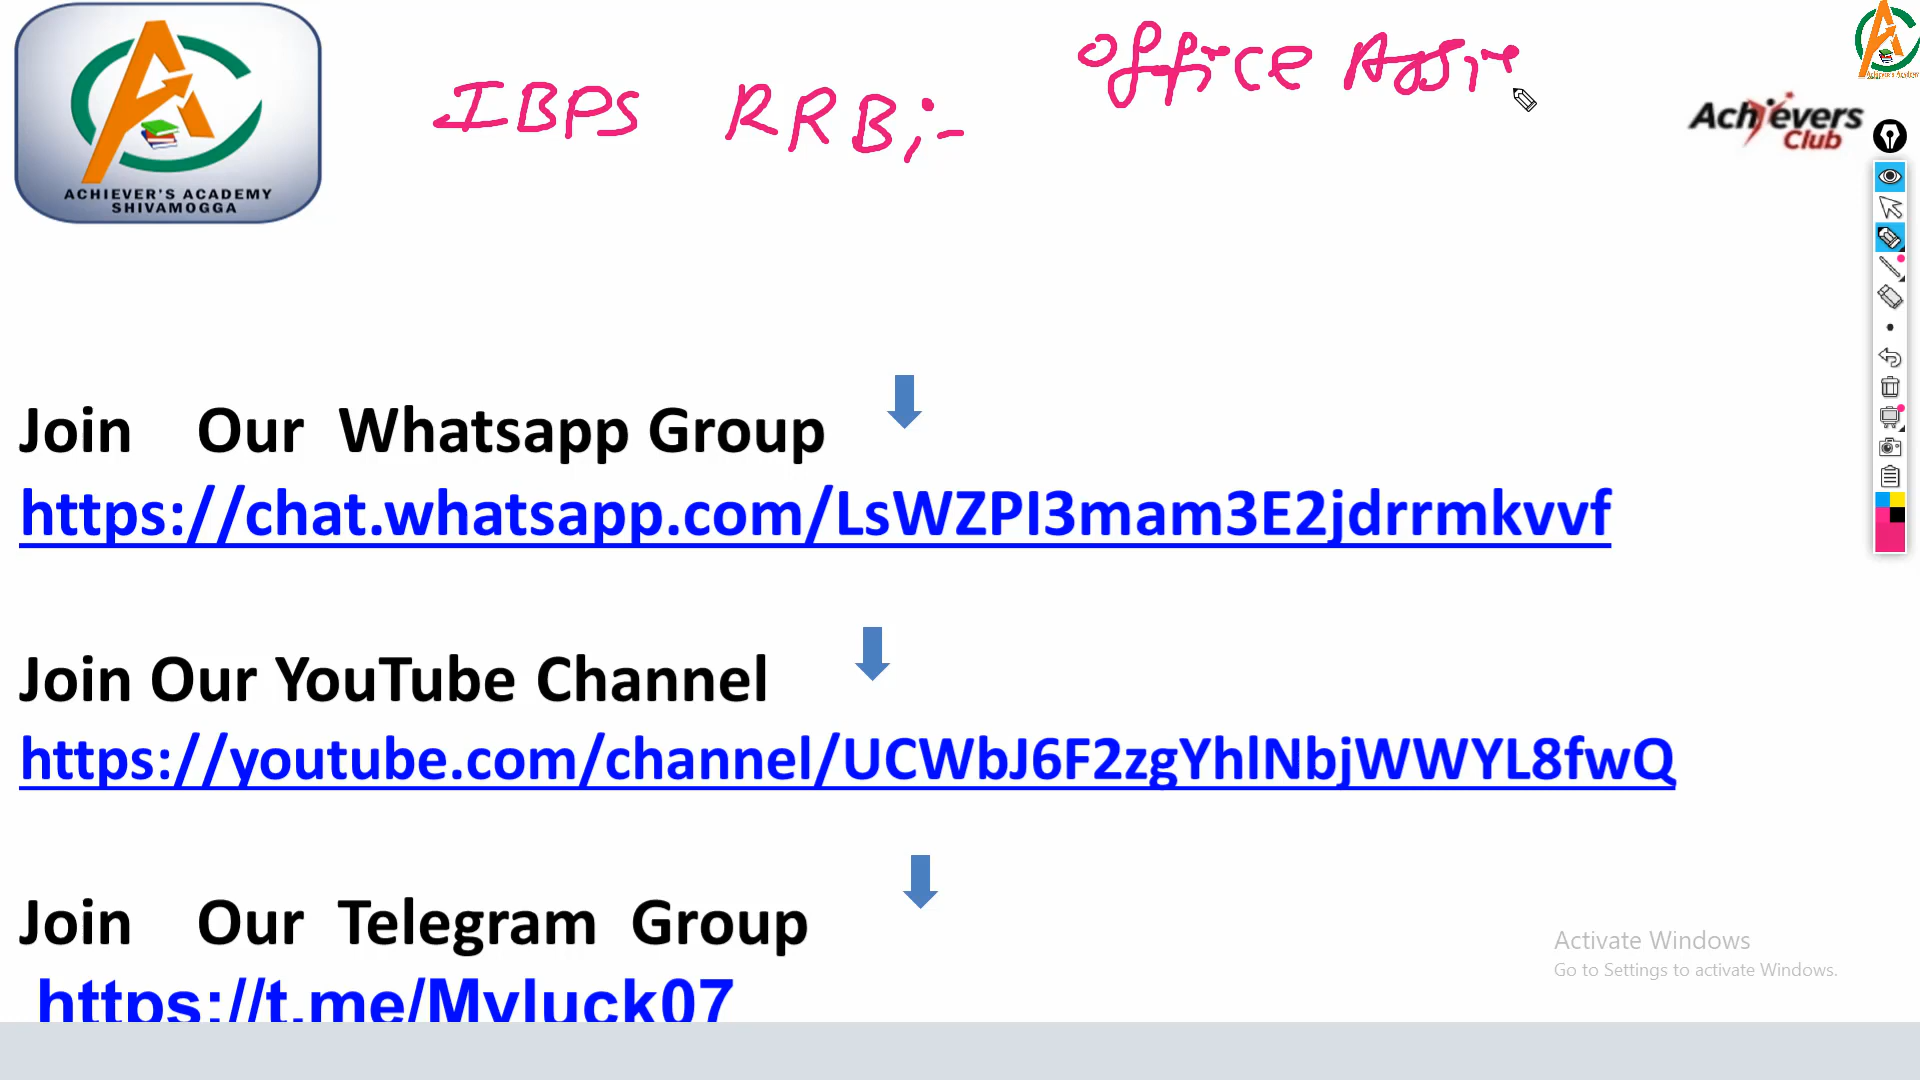 ACHIEVER'S ACADEMY
SHIVAMOGGA
IBPS RRB;-
office Assi
Achievers
Club
Join Our Whatsapp Group
https://chat.whatsapp.com/LsWZPI3mam3E2jdrrmkvvf
Join Our YouTube Channel
https://youtube.com/channel/UCWbJ6F2zgYhlNbjWWYL8fwQ
Join Our Telegram Group
https://t.me/Myluck07
Activate Windows
Go to Settings to activate Windows.